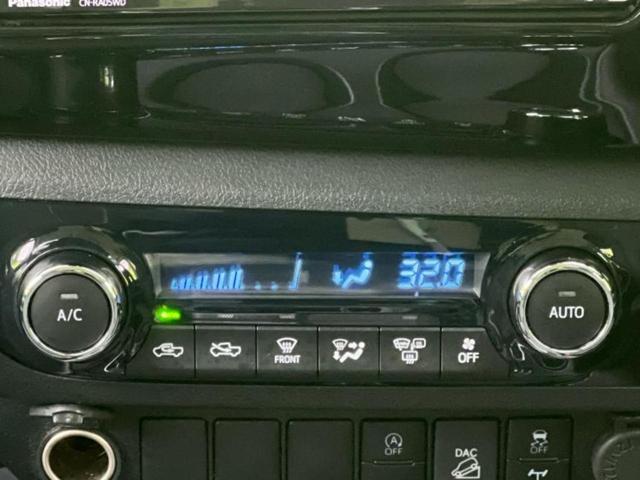 Panasonic CN-RA05WD
32.0
A/C
AUTO
FRONT
OFF
A
OFF
DAC
OFF